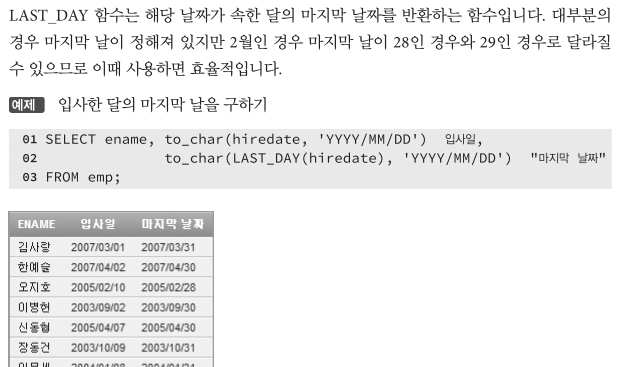 LAST_DAY 함수는 해당 날짜가 속한 달의 마지막 날짜를 반환하는 함수입니다. 대부분의
경우 마지막 날이 정해져 있지만 2월인 경우 마지막 날이 28인 경우와 29인 경우로 달라질
수 있으므로 이때 사용하면 효율적입니다.
예제 입사한 달의 마지막 날을 구하기
01 SELECT ename, to_char(hiredate, 'YYYY/MM/DD') 입사일,
02 to_char(LAST_DAY(hiredate), 'YYYY/MM/DD') "마지막 날짜"
03 FROM emp;
ENAME 입사일 마지막 날짜
김사랑 2007/03/01 2007/03/31
한예슬 2007/04/02 2007/04/30
오지호 2005/02/10 2005/02/28
이병헌 2003/09/02 2003/09/30
신동협 2005/04/07 2005/04/30
장동건 2003/10/09 2003/10/31